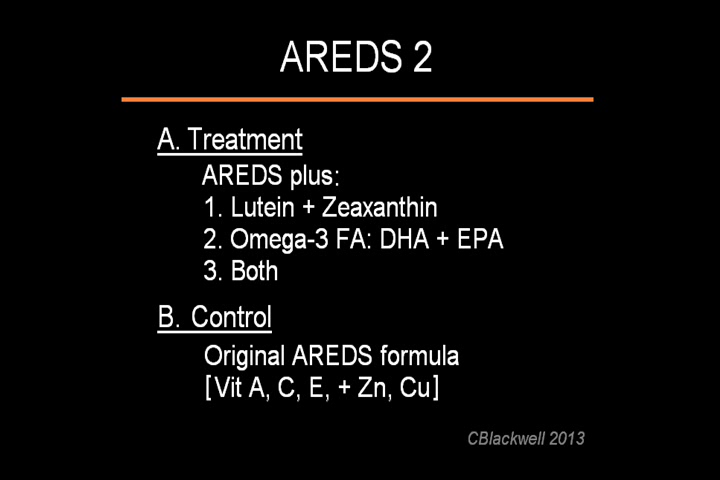 AREDS 2
A. Treatment
AREDS plus:
1. Lutein + Zeaxanthin
2. Omega-3 FA: DHA + EPA
3. Both
B. Control
Original AREDS formula
[Vit A, C, E, + Zn, Cu]
CBlackwell 2013